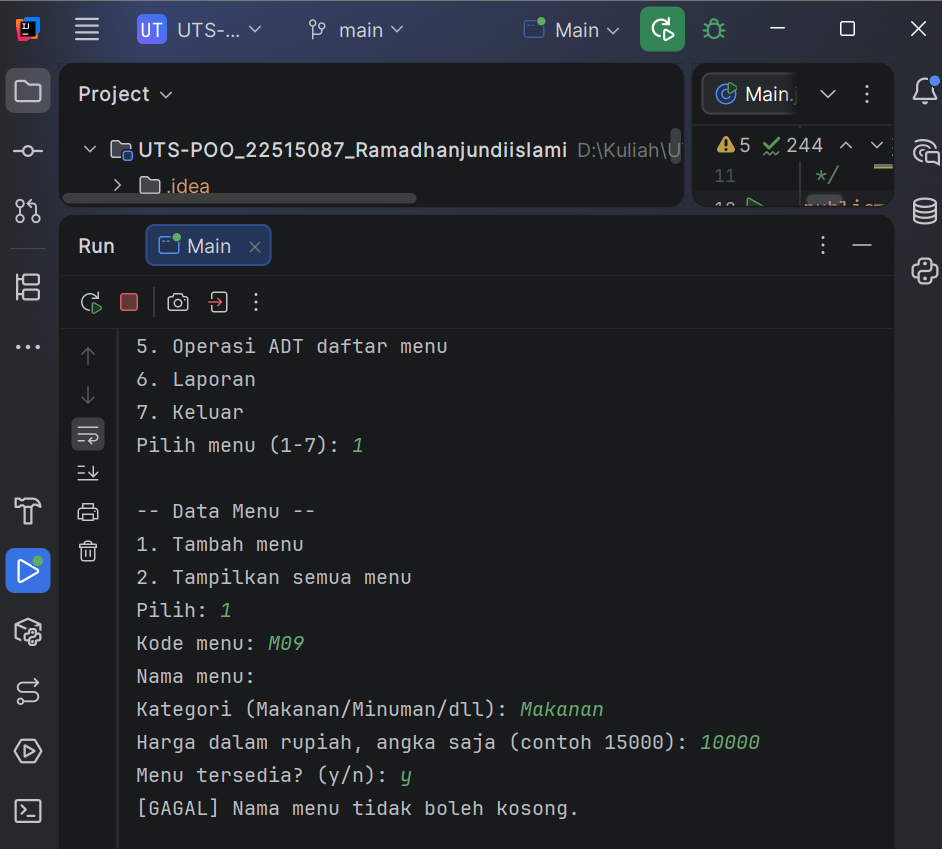 UT UTS-... main Main
Project
Main.j
UTS-POO_22515087_Ramadhanjundiislami D:\Kuliah\U
.idea
5 244
11 */
Run Main
5. Operasi ADT daftar menu
6. Laporan
7. Keluar
Pilih menu (1-7): 1
-- Data Menu --
1. Tambah menu
2. Tampilkan semua menu
Pilih: 1
Kode menu: M09
Nama menu:
Kategori (Makanan/Minuman/dll): Makanan
Harga dalam rupiah, angka saja (contoh 15000): 10000
Menu tersedia? (y/n): y
[GAGAL] Nama menu tidak boleh kosong.